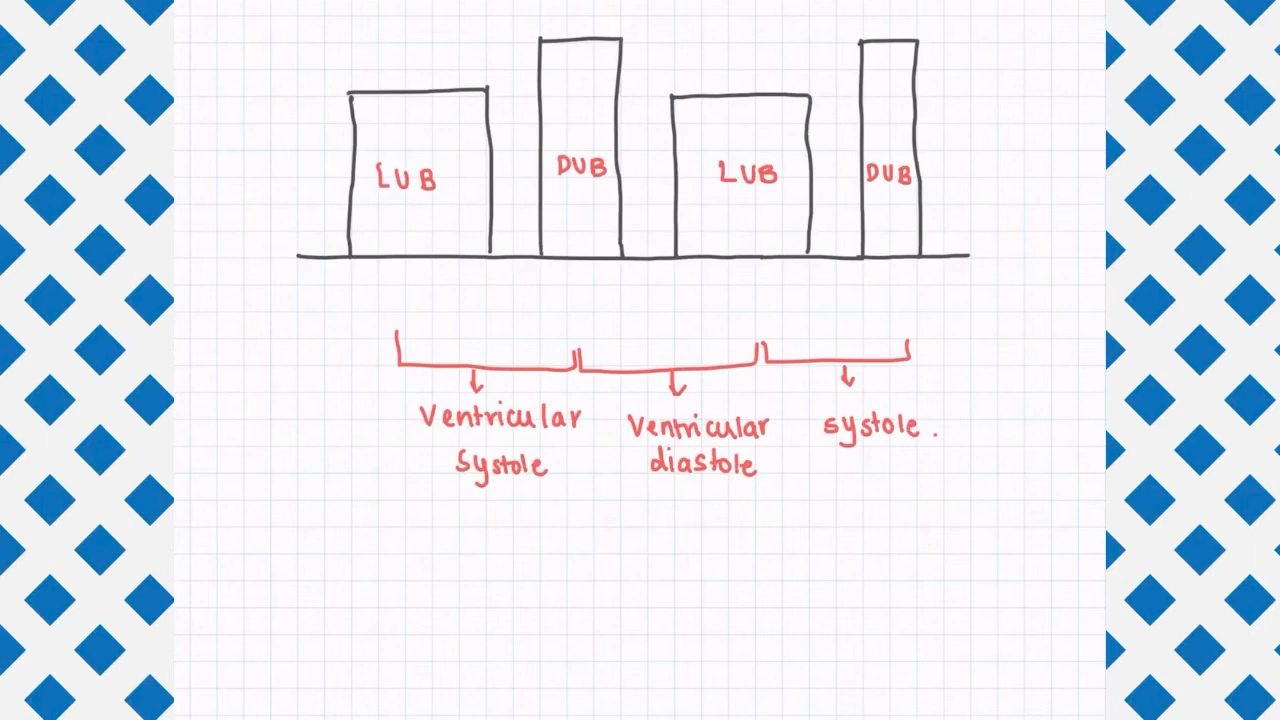 LUB
DUB
LUB
DUB
Ventricular
systole
Ventricular
diastole
systole.